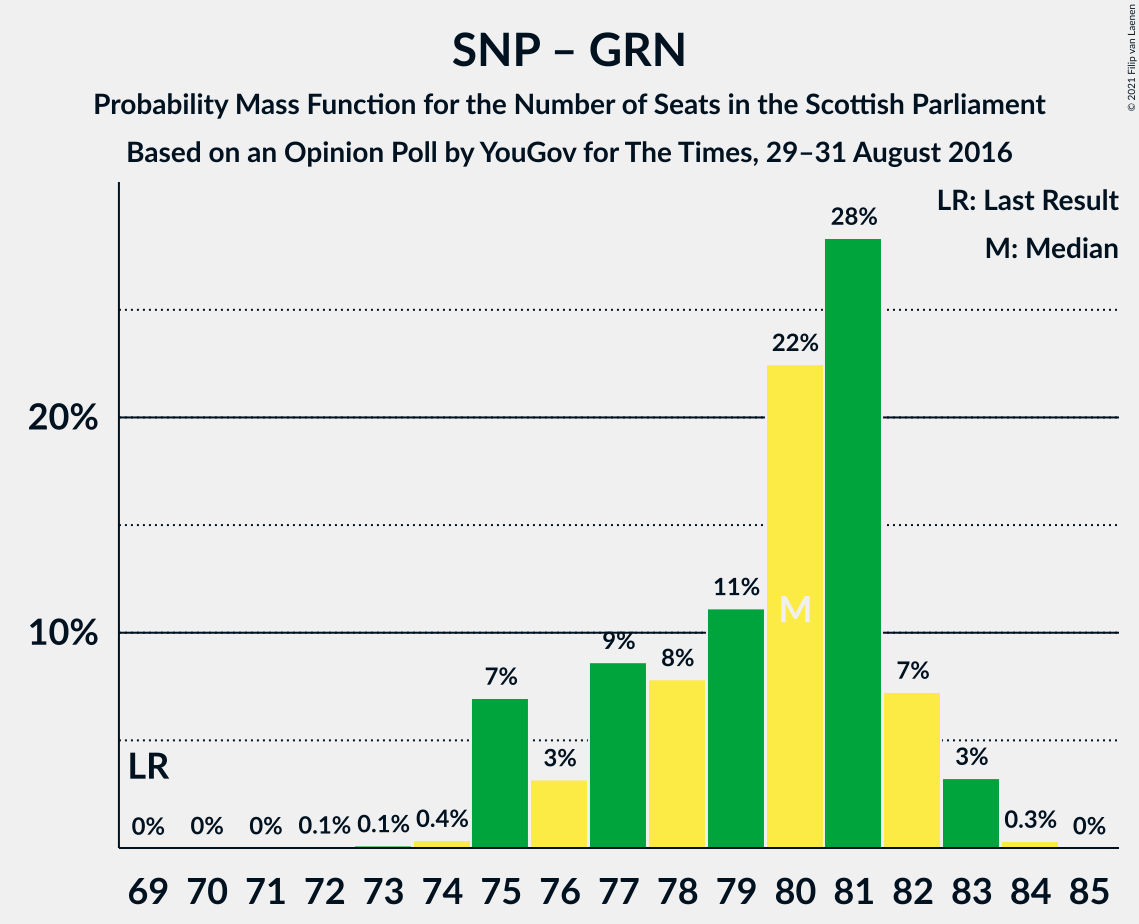 SNP – GRN
Probability Mass Function for the Number of Seats in the Scottish Parliament
Based on an Opinion Poll by YouGov for The Times, 29–31 August 2016
© 2021 Filip van Laenen
LR: Last Result
M: Median
28%
22%
20%
11%
M
10%
9%
8%
7%
7%
3%
3%
LR
0% 0% 0% 0.1% 0.1% 0.4% 0.3% 0%
69 70 71 72 73 74 75 76 77 78 79 80 81 82 83 84 85